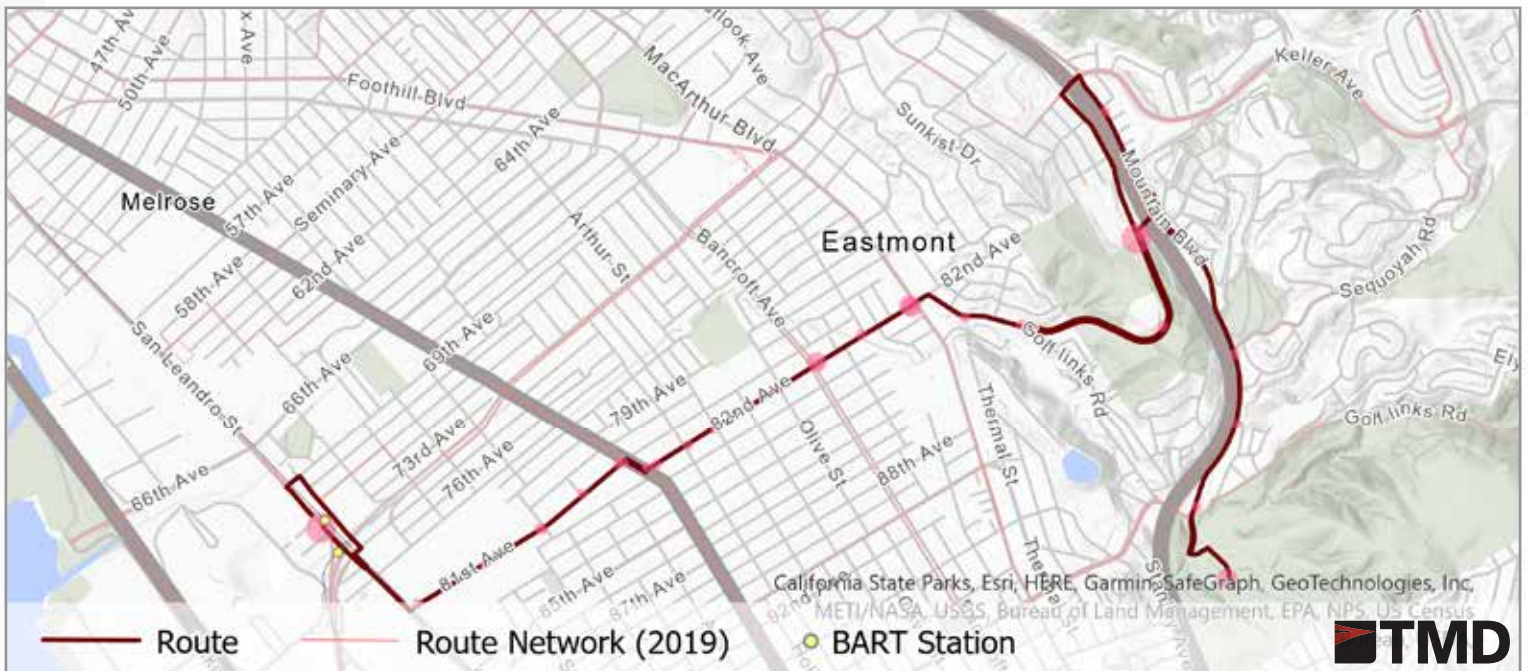 47th Av
50th Ave
x Ave
Foothill Blvd
MacArthur Blvd
utlook Ave
Keller Ave
Sunkist Dr
64th Ave
Seminary Ave
57th Ave
Melrose
58th Ave
62nd Ave
Arthur St
Bancroft Ave
Eastmont
82nd Ave
Mountain Blvd
Sequoyah Rd
San Leandro St
66th Ave
69th Ave
79th Ave
82nd Ave
Golf Links Rd
Ely
Golf Links Rd
66th Ave
73rd Ave
76th Ave
Olive St
88th Ave
Thermal St
81st Ave
85th Ave
87th Ave
92nd
California State Parks, Esri, HERE, Garmin, SafeGraph, GeoTechnologies, Inc,
METI/NASA, USGS, Bureau of Land Management, EPA, NPS, US Census
Route
Route Network (2019)
BART Station
TMD